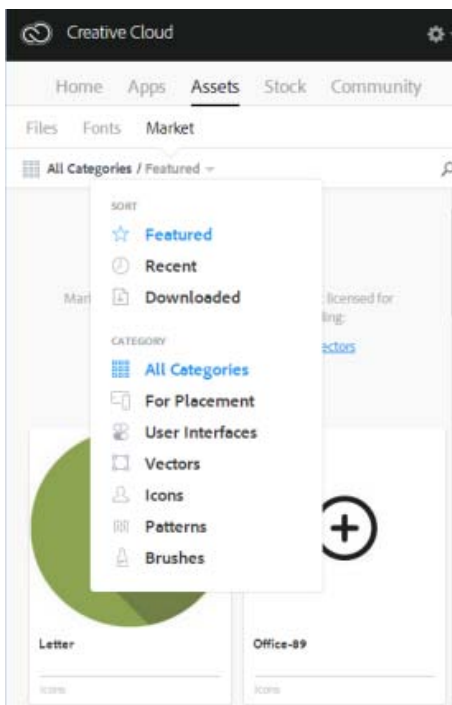 Creative Cloud
Home Apps Assets Stock Community
Files Fonts Market
All Categories / Featured
SORT
Featured
Recent
Downloaded
licensed for
ectors
CATEGORY
All Categories
For Placement
User Interfaces
Vectors
Icons
Patterns
Brushes
Letter
Office-89
Icons
Icons